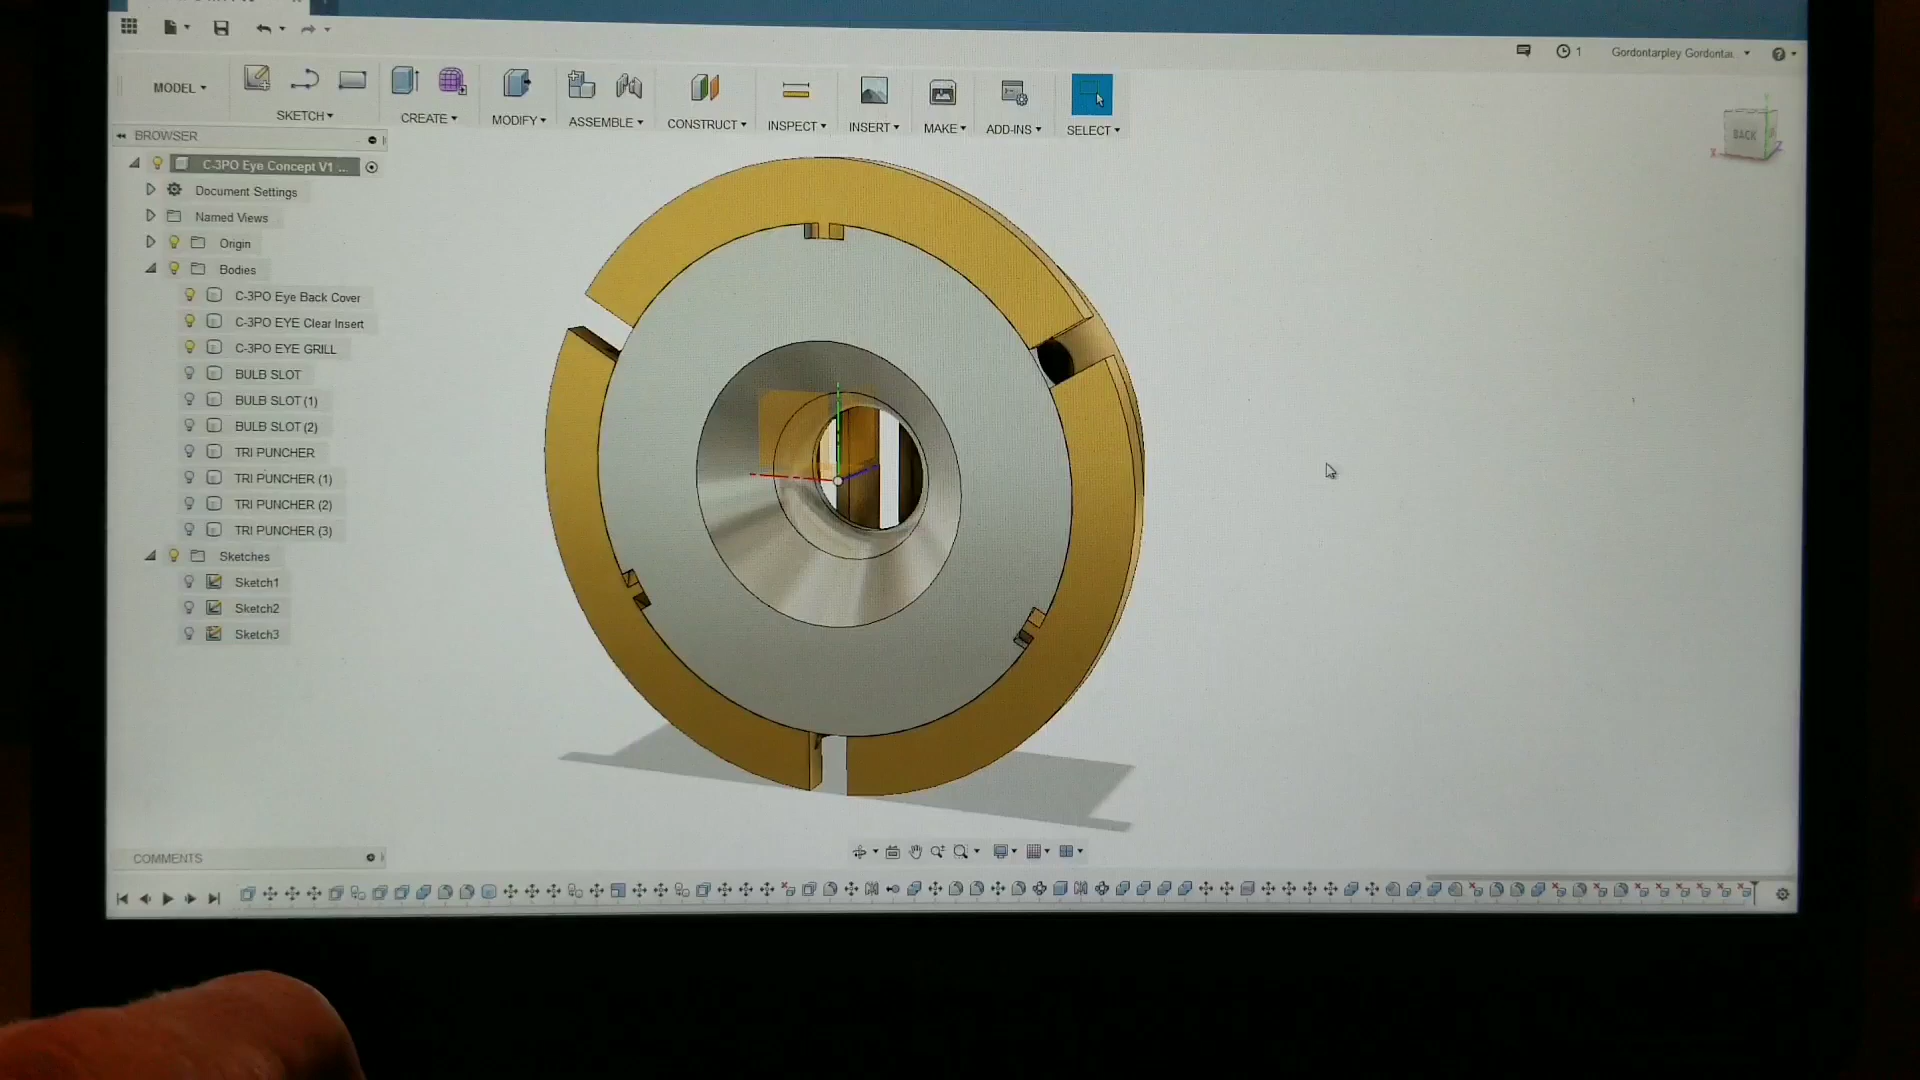 1
Gordontarpley Gordontau
MODEL
SKETCH
CREATE
MODIFY
ASSEMBLE
CONSTRUCT
INSPECT
INSERT
MAKE
ADD-INS
SELECT
BACK
BROWSER
C-3PO Eye Concept V1 ...
Document Settings
Named Views
Origin
Bodies
C-3PO Eye Back Cover
C-3PO EYE Clear Insert
C-3PO EYE GRILL
BULB SLOT
BULB SLOT (1)
BULB SLOT (2)
TRI PUNCHER
TRI PUNCHER (1)
TRI PUNCHER (2)
TRI PUNCHER (3)
Sketches
Sketch1
Sketch2
Sketch3
COMMENTS